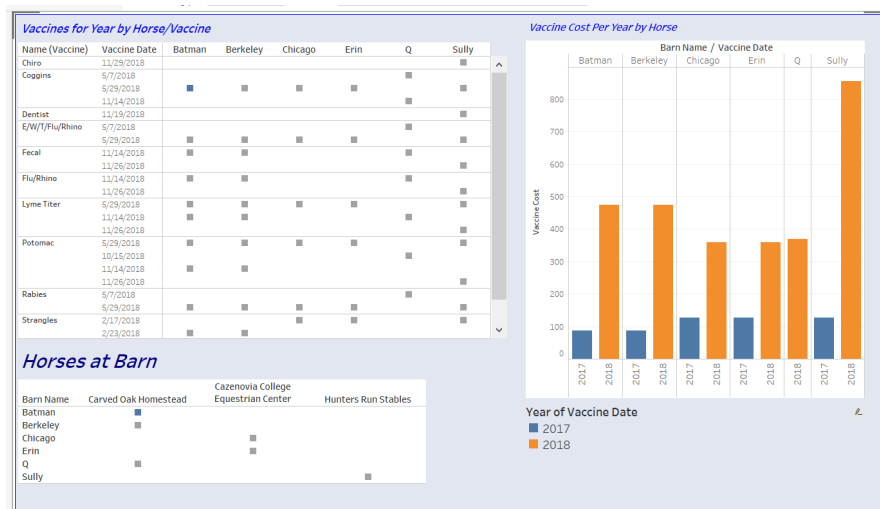 Vaccines for Year by Horse/Vaccine
Name (Vaccine) Vaccine Date Batman Berkeley Chicago Erin Q Sully
Chiro 11/29/2018
Coggins 5/7/2018
5/29/2018
11/14/2018
Dentist 11/19/2018
E/W/T/Flu/Rhino 5/7/2018
5/29/2018
Fecal 11/14/2018
11/26/2018
Flu/Rhino 11/14/2018
11/26/2018
Lyme Titer 5/29/2018
11/14/2018
11/26/2018
Potomac 5/29/2018
10/15/2018
11/14/2018
11/26/2018
Rabies 5/7/2018
5/29/2018
Strangles 2/17/2018
2/23/2018
Horses at Barn
Cazenovia College
Barn Name Carved Oak Homestead Equestrian Center Hunters Run Stables
Batman
Berkeley
Chicago
Erin
Q
Sully
Vaccine Cost Per Year by Horse
Barn Name / Vaccine Date
Batman Berkeley Chicago Erin Q Sully
800
700
600
500
400
300
200
100
0
Vaccine Cost
2017 2018 2017 2018 2017 2018 2017 2018 2018 2017 2018
Year of Vaccine Date
2017
2018